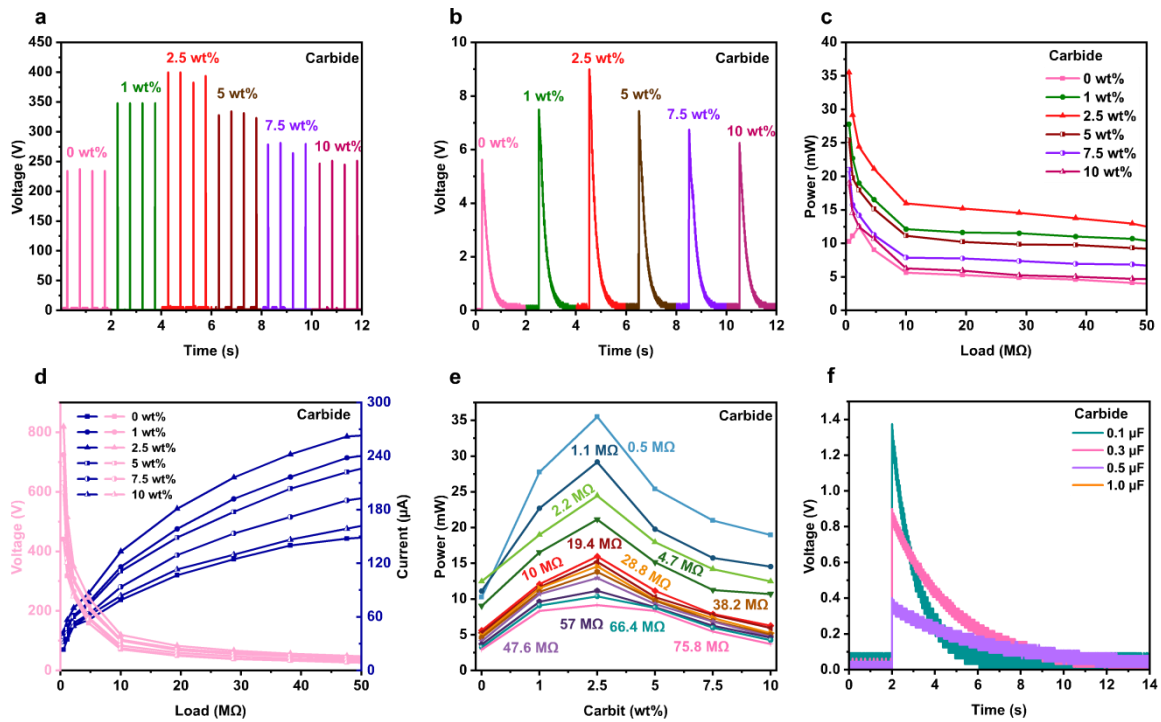 a
Carbide
Voltage (V)
450
400
350
300
250
200
150
100
50
0
0 wt%
1 wt%
2.5 wt%
5 wt%
7.5 wt%
10 wt%
2
4
6
8
10
12
Time (s)
b
Carbide
Voltage (V)
10
8
6
4
2
0
0 wt%
1 wt%
2.5 wt%
5 wt%
7.5 wt%
10 wt%
0
2
4
6
8
10
12
Time (s)
c
Carbide
0 wt%
1 wt%
2.5 wt%
5 wt%
7.5 wt%
10 wt%
Power (mW)
40
35
30
25
20
15
10
5
0
0
10
20
30
40
50
Load (MΩ)
d
Carbide
0 wt%
1 wt%
2.5 wt%
5 wt%
7.5 wt%
10 wt%
Voltage (V)
800
600
400
200
0
Current (μA)
300
240
180
120
60
0
0
10
20
30
40
50
Load (MΩ)
e
Carbide
Power (mW)
35
30
25
20
15
10
5
0
0.5 MΩ
1.1 MΩ
2.2 MΩ
4.7 MΩ
19.4 MΩ
10 MΩ
28.8 MΩ
38.2 MΩ
57 MΩ
66.4 MΩ
47.6 MΩ
75.8 MΩ
0
1
2.5
5
7.5
10
Carbit (wt%)
f
Carbide
0.1 μF
0.3 μF
0.5 μF
1.0 μF
Voltage (V)
1.4
1.2
1.0
0.8
0.6
0.4
0.2
0.0
0
2
4
6
8
10
12
14
Time (s)